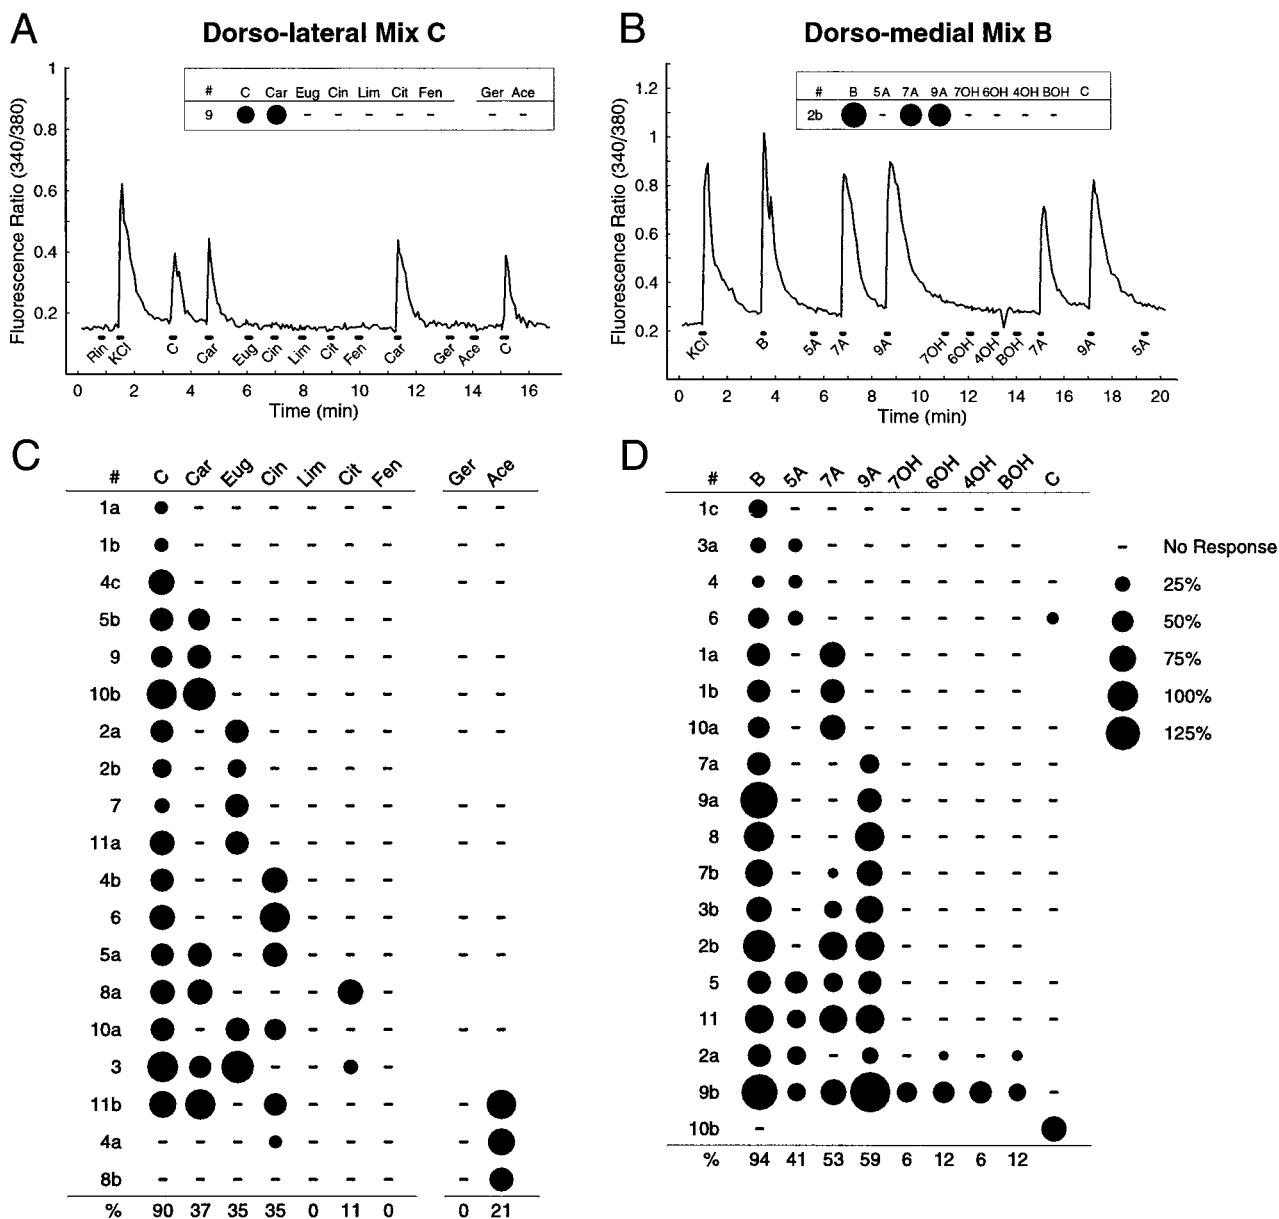 A Dorso-lateral Mix C
# C Car Eug Cin Lim Cit Fen Ger Ace
9 - - - - - - -
1
0.8
0.6
0.4
0.2
Fluorescence Ratio (340/380)
Rin KCl C Car Eug Cin Lim Cit Fen Car Ger Ace C
0 2 4 6 8 10 12 14 16
Time (min)
B Dorso-medial Mix B
# B 5A 7A 9A 7OH 6OH 4OH BOH C
2b - - - - -
1.2
1
0.8
0.6
0.4
0.2
Fluorescence Ratio (340/380)
KCl B 5A 7A 9A 7OH 6OH 4OH BOH 7A 9A 5A
0 2 4 6 8 10 12 14 16 18 20
Time (min)
C
# C Car Eug Cin Lim Cit Fen Ger Ace
1a - - - - - - - -
1b - - - - - - - -
4c - - - - - - - -
5b - - - - - - -
9 - - - - - - -
10b - - - - - - -
2a - - - - - - -
2b - - - - -
7 - - - - - - -
11a - - - - - - -
4b - - - - -
6 - - - - - - -
5a - - - - - -
8a - - - - -
10a - - - - - -
3 - - - - -
11b - - - - -
4a - - - - - - -
8b - - - - - - - -
% 90 37 35 35 0 11 0 0 21
D
# B 5A 7A 9A 7OH 6OH 4OH BOH C
1c - - - - - - -
3a - - - - - -
4 - - - - - - -
6 - - - - - -
1a - - - - - - -
1b - - - - - - -
10a - - - - - - -
7a - - - - - - -
9a - - - - - - -
8 - - - - - - -
7b - - - - - -
3b - - - - - -
2b - - - - -
5 - - - - -
11 - - - - -
2a - - - -
9b -
10b -
% 94 41 53 59 6 12 6 12
- No Response
25%
50%
75%
100%
125%